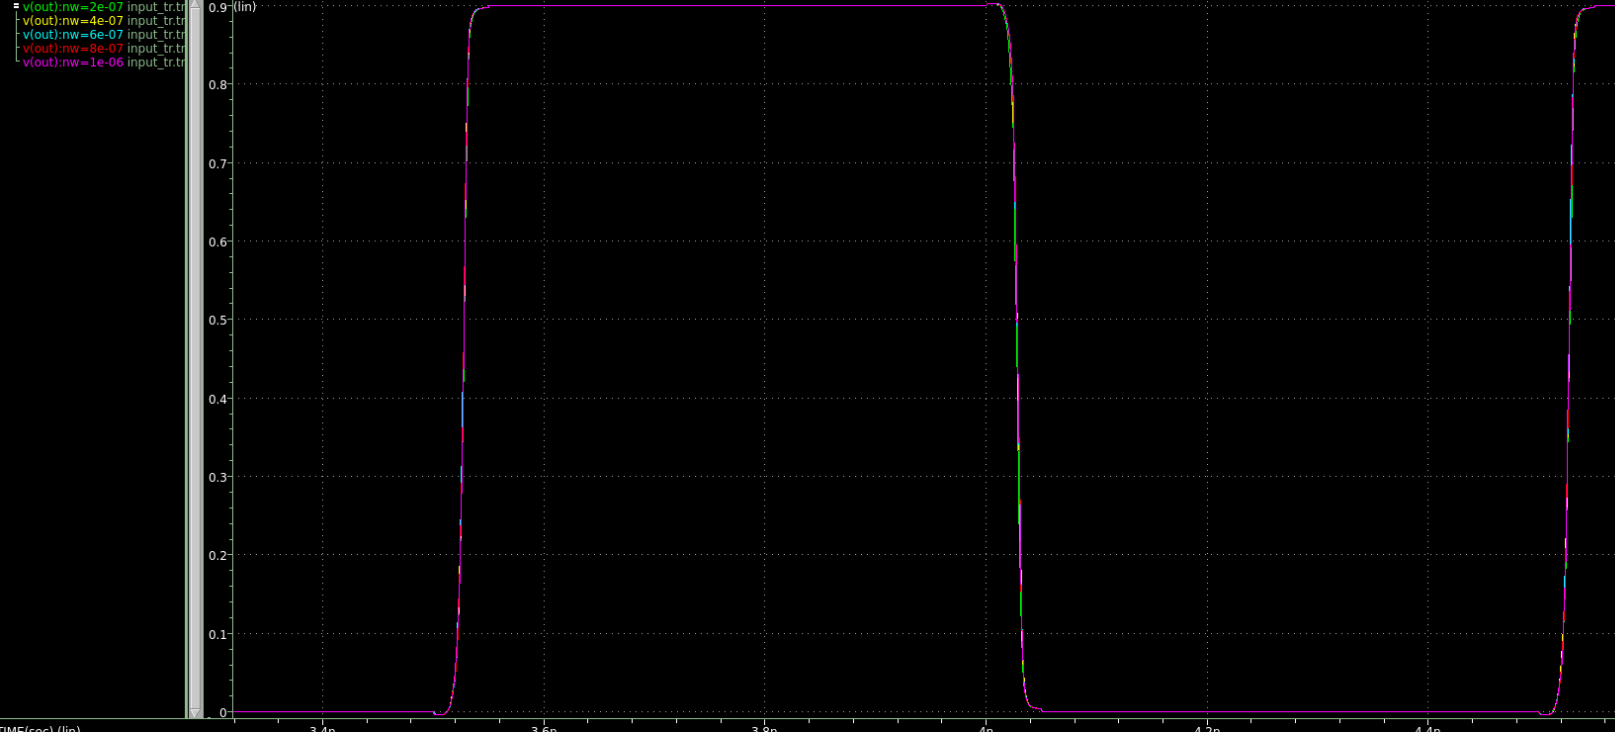 v(out):nw=2e-07 input_tr.tr
v(out):nw=4e-07 input_tr.tr
v(out):nw=6e-07 input_tr.tr
v(out):nw=8e-07 input_tr.tr
v(out):nw=1e-06 input_tr.tr
0.9 (lin)
0.8
0.7
0.6
0.5
0.4
0.3
0.2
0.1
0
TIME(sec) (lin) 3.4n 3.6n 3.8n 4n 4.2n 4.4n